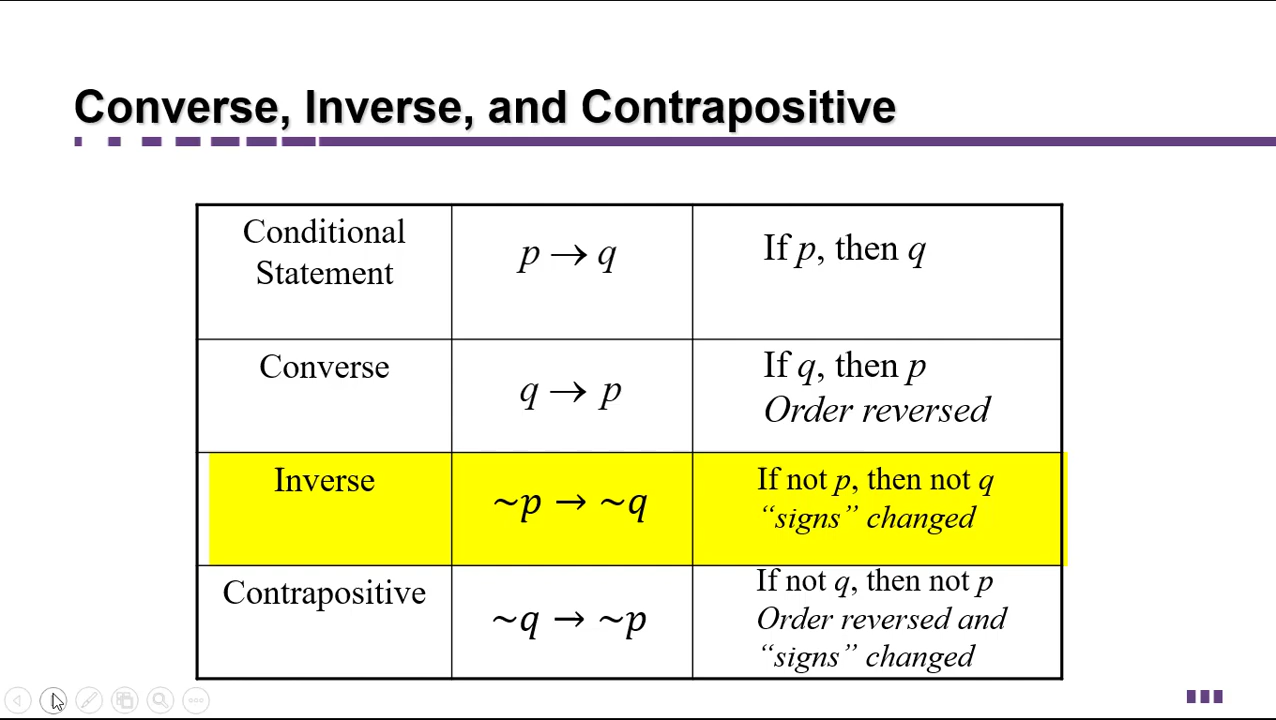 Converse, Inverse, and Contrapositive
Conditional
Statement
p → q
If p, then q
Converse
q → p
If q, then p
Order reversed
Inverse
~p → ~q
If not p, then not q
“signs” changed
Contrapositive
~q → ~p
If not q, then not p
Order reversed and
“signs” changed